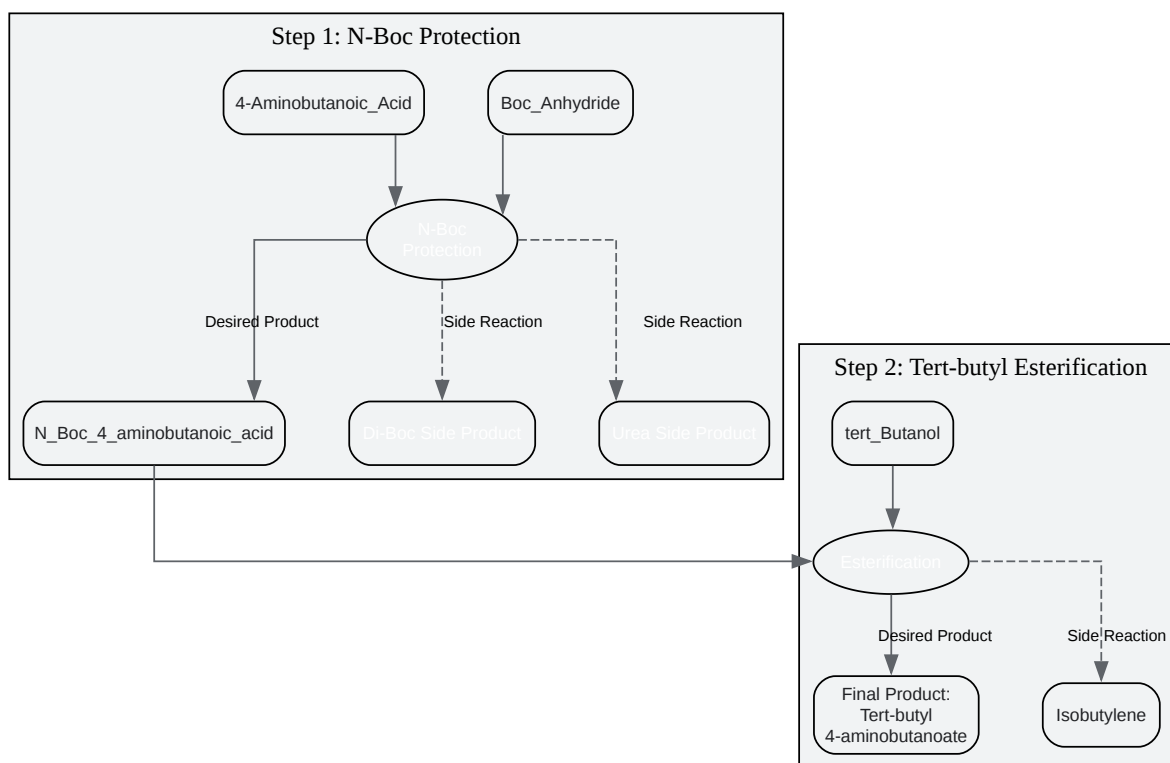 Step 1: N-Boc Protection
4-Aminobutanoic_Acid
Boc_Anhydride
N-Boc
Protection
Desired Product
Side Reaction
Side Reaction
N_Boc_4_aminobutanoic_acid
Di-Boc Side Product
Urea Side Product
Step 2: Tert-butyl Esterification
tert_Butanol
Esterification
Desired Product
Side Reaction
Final Product:
Tert-butyl
4-aminobutanoate
Isobutylene